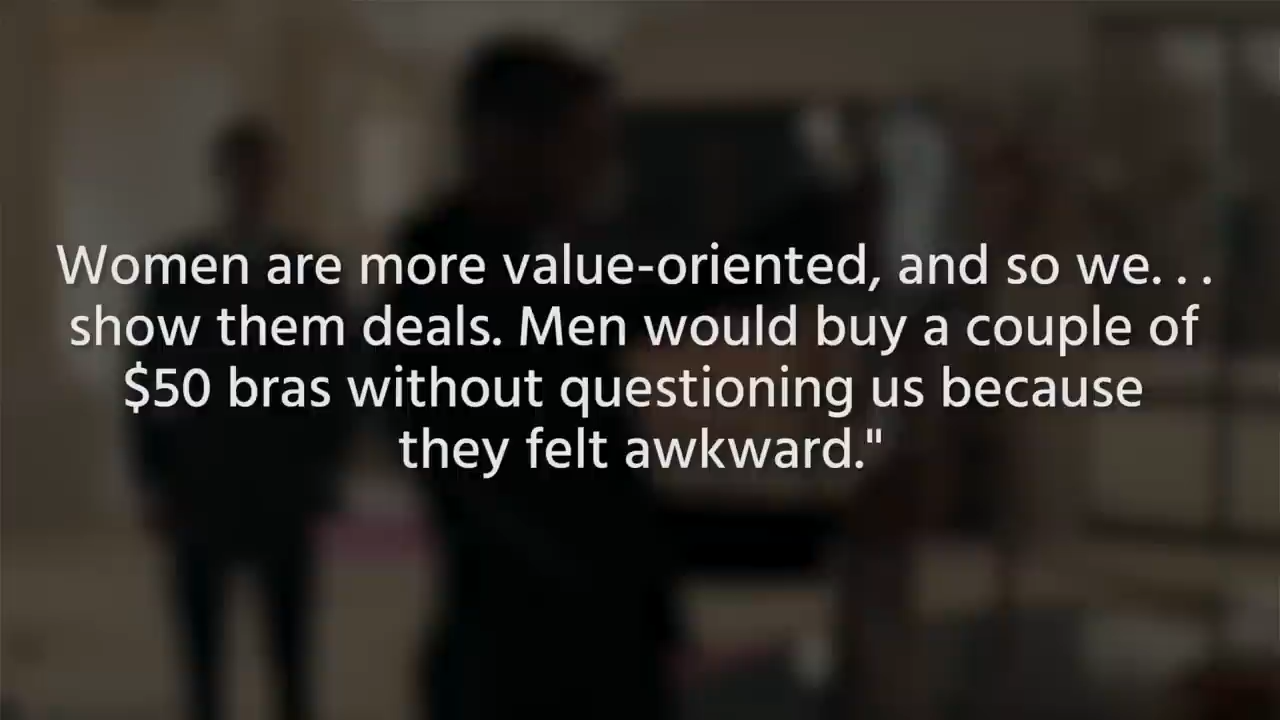 Women are more value-oriented, and so we. . .
show them deals. Men would buy a couple of
$50 bras without questioning us because
they felt awkward."